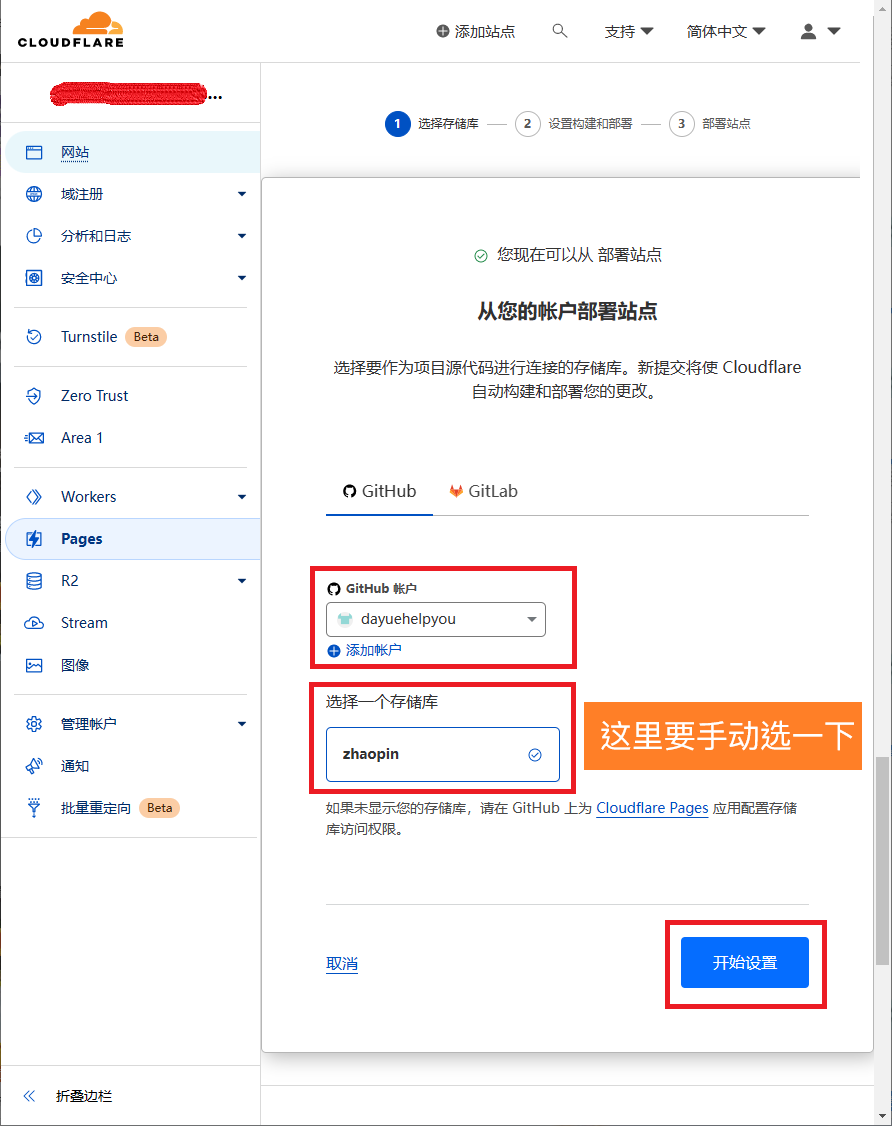 CLOUDFLARE
添加站点
支持
简体中文
...
网站
域注册
分析和日志
安全中心
Turnstile Beta
Zero Trust
Area 1
Workers
Pages
R2
Stream
图像
管理帐户
通知
批量重定向 Beta
折叠边栏
1 选择存储库
2 设置构建和部署
3 部署站点
您现在可以从 部署站点
从您的帐户部署站点
选择要作为项目源代码进行连接的存储库。新提交将使 Cloudflare
自动构建和部署您的更改。
GitHub
GitLab
GitHub 帐户
dayuehelpyou
添加帐户
选择一个存储库
zhaopin
这里要手动选一下
如果未显示您的存储库，请在 GitHub 上为 Cloudflare Pages 应用配置存储
库访问权限。
取消
开始设置